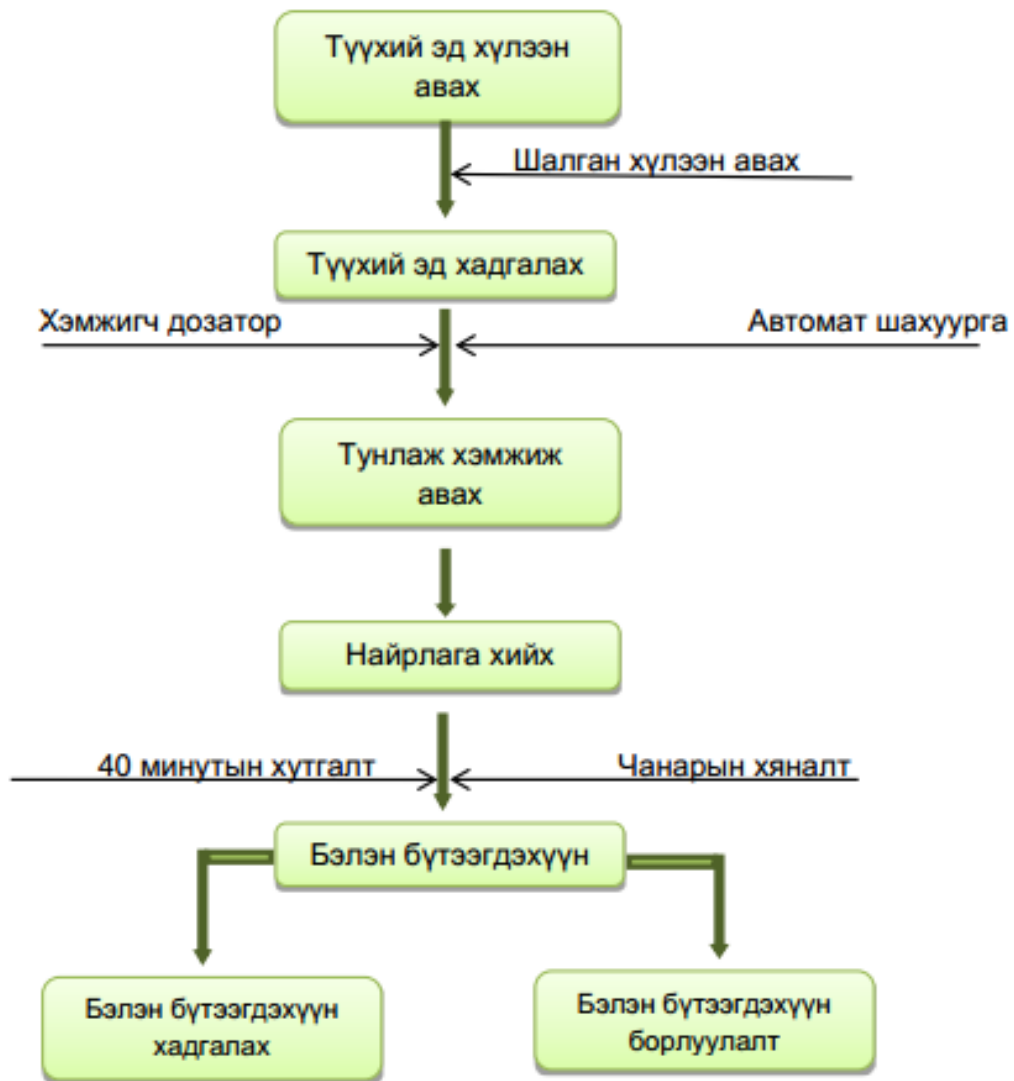 Түүхий эд хүлээн
авах
Шалган хүлээн авах
Түүхий эд хадгалах
Хэмжигч дозатор
Автомат шахуурга
Тунлаж хэмжиж
авах
Найрлага хийх
40 минутын хутгалт
Чанарын хяналт
Бэлэн бүтээгдэхүүн
Бэлэн бүтээгдэхүүн
хадгалах
Бэлэн бүтээгдэхүүн
борлуулалт